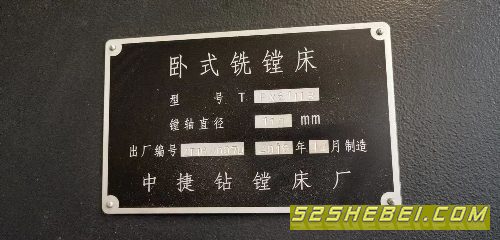 卧式铣镗床
型 号 T
镗轴直径 mm
出厂编号 年 月制造
中捷钻镗床厂
52SHEBEI.COM